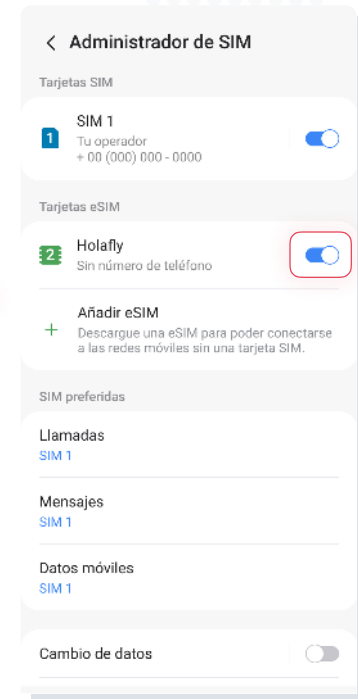 Administrador de SIM
Tarjetas SIM
1
SIM 1
Tu operador
+ 00 (000) 000 - 0000
Tarjetas eSIM
2
Holafly
Sin número de teléfono
+
Añadir eSIM
Descargue una eSIM para poder conectarse
a las redes móviles sin una tarjeta SIM.
SIM preferidas
Llamadas
SIM 1
Mensajes
SIM 1
Datos móviles
SIM 1
Cambio de datos